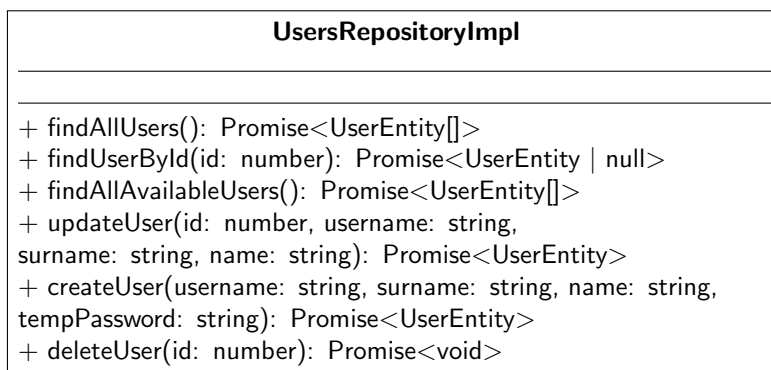 UsersRepositoryImpl
+ findAllUsers(): Promise<UserEntity[]>
+ findUserById(id: number): Promise<UserEntity | null>
+ findAllAvailableUsers(): Promise<UserEntity[]>
+ updateUser(id: number, username: string,
surname: string, name: string): Promise<UserEntity>
+ createUser(username: string, surname: string, name: string,
tempPassword: string): Promise<UserEntity>
+ deleteUser(id: number): Promise<void>